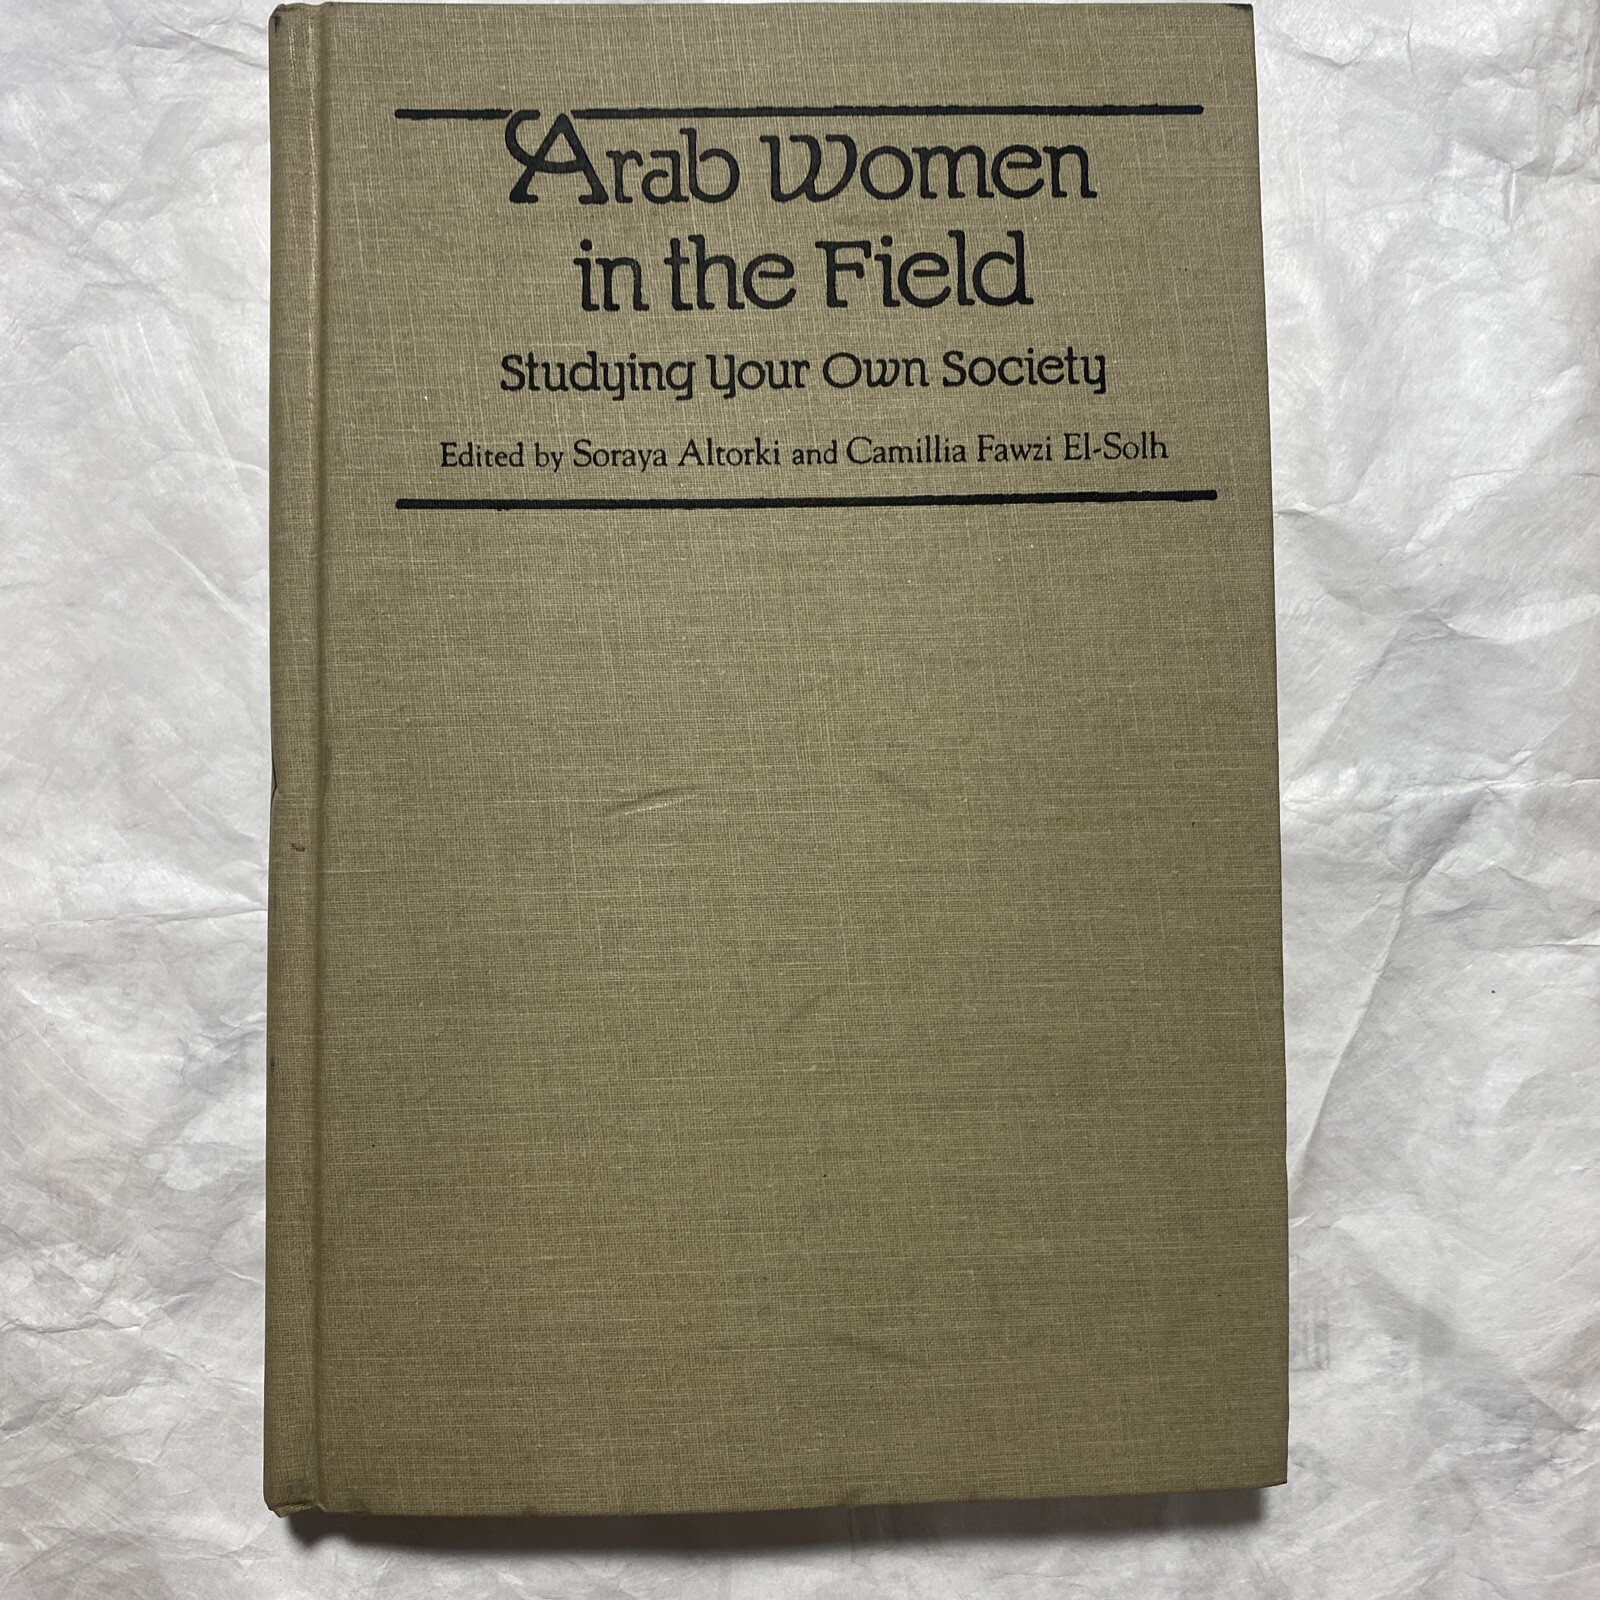 Arab Women
in the Field
Studying Your Own Society
Edited by Soraya Altorki and Camillia Fawzi El-Solh